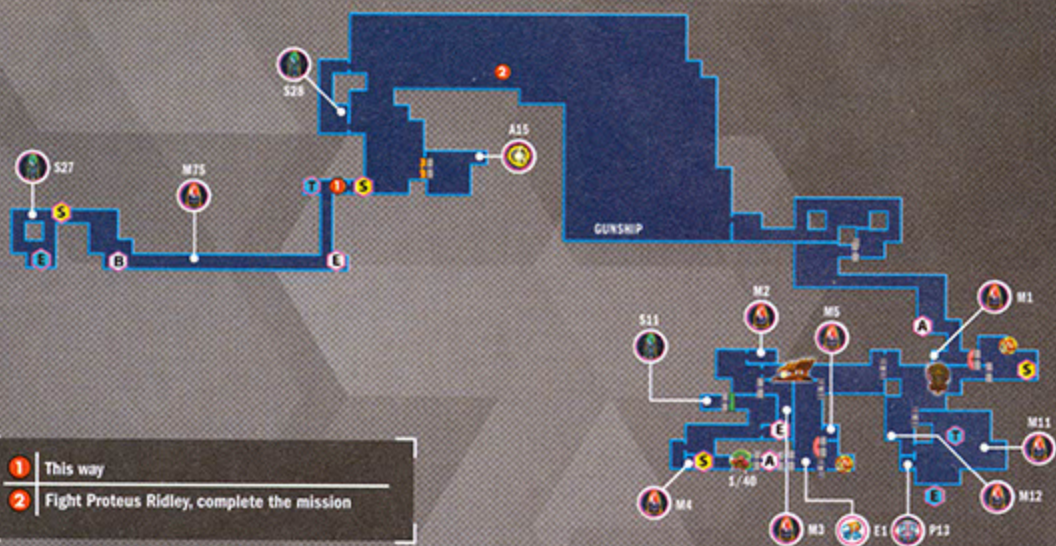 S28
2
A15
S27
M75
T
1
S
S
E
B
E
GUNSHIP
M2
M1
S11
M5
A
S
E
M11
T
S
A
1/40
M4
E
M12
M3
E1
P13
1 This way
2 Fight Proteus Ridley, complete the mission